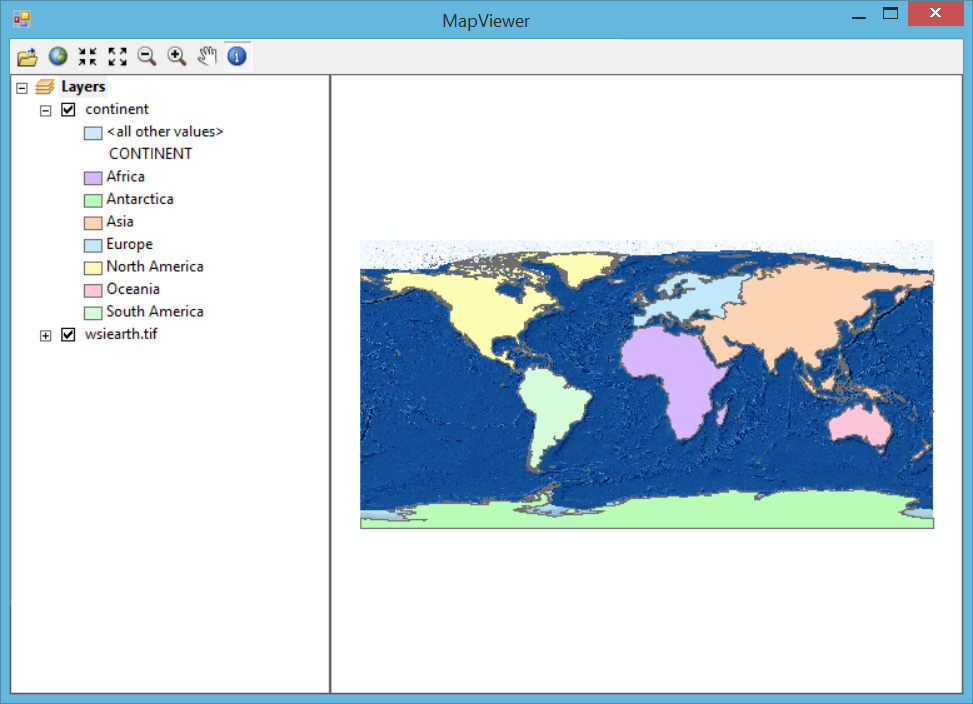 MapViewer
Layers
continent
<all other values>
CONTINENT
Africa
Antarctica
Asia
Europe
North America
Oceania
South America
wsiearth.tif